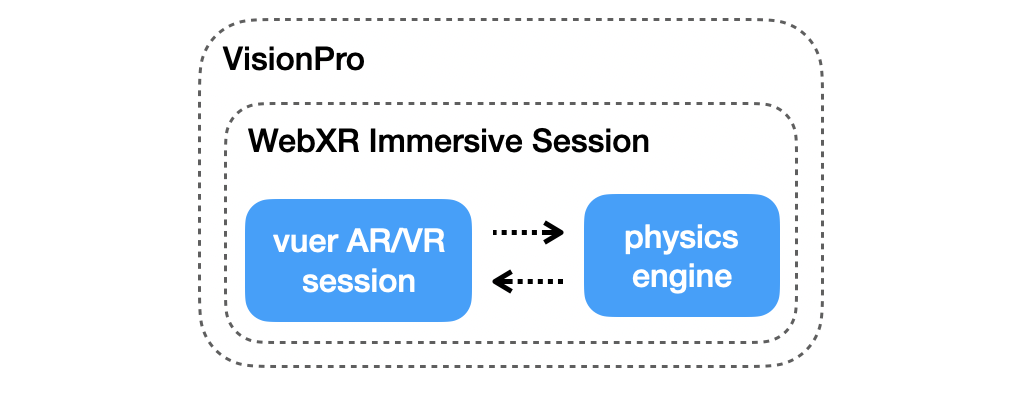 VisionPro
WebXR Immersive Session
vuer AR/VR
session
physics
engine